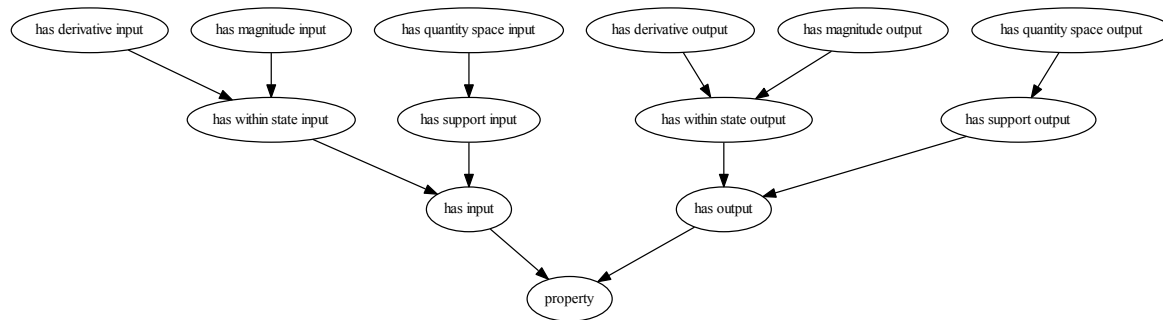 has derivative input
has magnitude input
has quantity space input
has derivative output
has magnitude output
has quantity space output
has within state input
has support input
has within state output
has support output
has input
has output
property